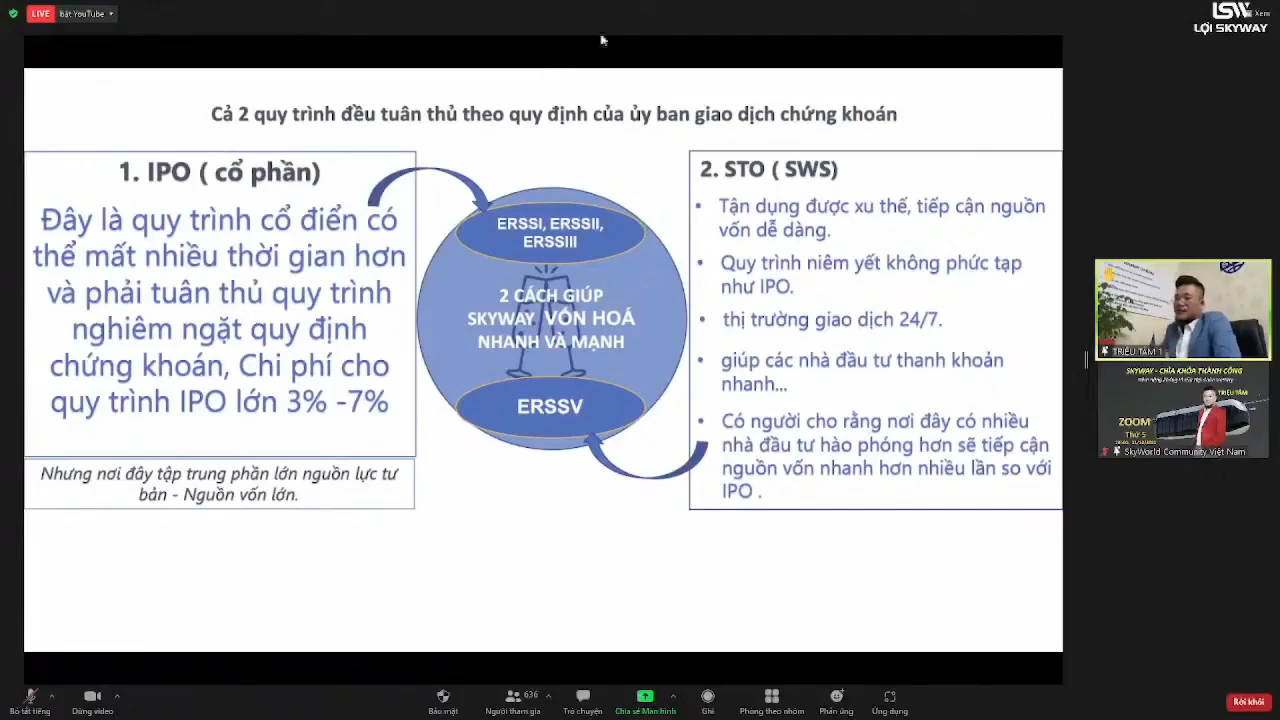 LIVE
bật YouTube
LSW
Xem
LỢI SKYWAY
Cả 2 quy trình đều tuân thủ theo quy định của ủy ban giao dịch chứng khoán
1. IPO ( cổ phần)
Đây là quy trình cổ điển có
thể mất nhiều thời gian hơn
và phải tuân thủ quy trình
nghiêm ngặt quy định
chứng khoán, Chi phí cho
quy trình IPO lớn 3% -7%
Nhưng nơi đây tập trung phần lớn nguồn lực tư
bản - Nguồn vốn lớn.
ERSSI, ERSSII,
ERSSIII
2 CÁCH GIÚP
SKYWAY. VỐN HOÁ
NHANH VÀ MẠNH
ERSSV
2. STO ( SWS)
• Tận dụng được xu thế, tiếp cận nguồn
vốn dễ dàng.
• Quy trình niêm yết không phức tạp
như IPO.
• thị trường giao dịch 24/7.
• giúp các nhà đầu tư thanh khoản
nhanh...
• Có người cho rằng nơi đây có nhiều
nhà đầu tư hào phóng hơn sẽ tiếp cận
nguồn vốn nhanh hơn nhiều lần so với
IPO .
TRIỆU TÁM 1
SKYWAY - CHÌA KHÓA THÀNH CÔNG
TRIỆU TÁM
ZOOM
Thứ 5
SkyWorld Community Việt Nam
Bỏ tắt tiếng
Dừng video
Bảo mật
636
Người tham gia
Trò chuyện
Chia sẻ Màn hình
Ghi
Phòng theo nhóm
Phản ứng
Ứng dụng
Rời khỏi